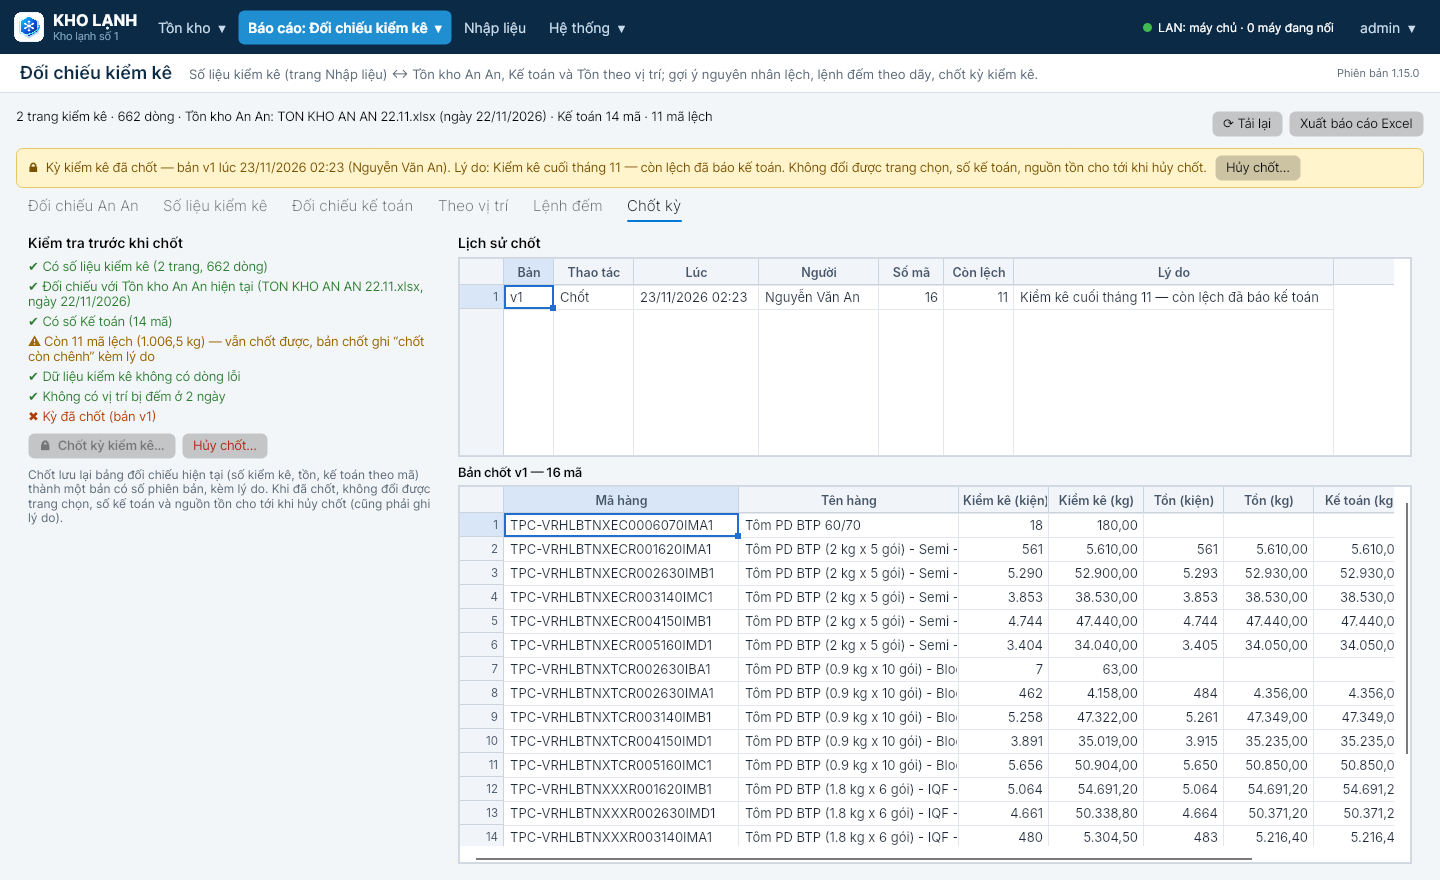 KHO LẠNH
Kho lạnh số 1
Tồn kho ▾
Báo cáo: Đối chiếu kiểm kê ▾
Nhập liệu
Hệ thống ▾
LAN: máy chủ · 0 máy đang nối
admin ▾
Đối chiếu kiểm kê
Số liệu kiểm kê (trang Nhập liệu) ↔ Tồn kho An An, Kế toán và Tồn theo vị trí; gợi ý nguyên nhân lệch, lệnh đếm theo dãy, chốt kỳ kiểm kê.
Phiên bản 1.15.0
2 trang kiểm kê · 662 dòng · Tồn kho An An: TON KHO AN AN 22.11.xlsx (ngày 22/11/2026) · Kế toán 14 mã · 11 mã lệch
⟳ Tải lại
Xuất báo cáo Excel
Kỳ kiểm kê đã chốt — bản v1 lúc 23/11/2026 02:23 (Nguyễn Văn An). Lý do: Kiểm kê cuối tháng 11 — còn lệch đã báo kế toán. Không đổi được trang chọn, số kế toán, nguồn tồn cho tới khi hủy chốt.
Hủy chốt...
Đối chiếu An An
Số liệu kiểm kê
Đối chiếu kế toán
Theo vị trí
Lệnh đếm
Chốt kỳ
Kiểm tra trước khi chốt
✔ Có số liệu kiểm kê (2 trang, 662 dòng)
✔ Đối chiếu với Tồn kho An An hiện tại (TON KHO AN AN 22.11.xlsx,
ngày 22/11/2026)
✔ Có số Kế toán (14 mã)
⚠ Còn 11 mã lệch (1.006,5 kg) — vẫn chốt được, bản chốt ghi “chốt
còn chênh” kèm lý do
✔ Dữ liệu kiểm kê không có dòng lỗi
✔ Không có vị trí bị đếm ở 2 ngày
✖ Kỳ đã chốt (bản v1)
Chốt kỳ kiểm kê...
Hủy chốt...
Chốt lưu lại bảng đối chiếu hiện tại (số kiểm kê, tồn, kế toán theo mã)
thành một bản có số phiên bản, kèm lý do. Khi đã chốt, không đổi được
trang chọn, số kế toán và nguồn tồn cho tới khi hủy chốt (cũng phải ghi
lý do).
Lịch sử chốt
Bản Thao tác Lúc Người Số mã Còn lệch Lý do
1 v1 Chốt 23/11/2026 02:23 Nguyễn Văn An 16 11 Kiểm kê cuối tháng 11 — còn lệch đã báo kế toán
Bản chốt v1 — 16 mã
Mã hàng Tên hàng Kiểm kê (kiện) Kiểm kê (kg) Tồn (kiện) Tồn (kg) Kế toán (kg
1 TPC-VRHLBTNXEC0006070IMA1 Tôm PD BTP 60/70 18 180,00
2 TPC-VRHLBTNXECR001620IMA1 Tôm PD BTP (2 kg x 5 gói) - Semi - 561 5.610,00 561 5.610,00 5.610,0
3 TPC-VRHLBTNXECR002630IMB1 Tôm PD BTP (2 kg x 5 gói) - Semi - 5.290 52.900,00 5.293 52.930,00 52.930,0
4 TPC-VRHLBTNXECR003140IMC1 Tôm PD BTP (2 kg x 5 gói) - Semi - 3.853 38.530,00 3.853 38.530,00 38.530,0
5 TPC-VRHLBTNXECR004150IMB1 Tôm PD BTP (2 kg x 5 gói) - Semi - 4.744 47.440,00 4.744 47.440,00 47.440,0
6 TPC-VRHLBTNXECR005160IMD1 Tôm PD BTP (2 kg x 5 gói) - Semi - 3.404 34.040,00 3.405 34.050,00 34.050,0
7 TPC-VRHLBTNXTCR002630IBA1 Tôm PD BTP (0.9 kg x 10 gói) - Blo 7 63,00
8 TPC-VRHLBTNXTCR002630IMA1 Tôm PD BTP (0.9 kg x 10 gói) - Blo 462 4.158,00 484 4.356,00 4.356,0
9 TPC-VRHLBTNXTCR003140IMB1 Tôm PD BTP (0.9 kg x 10 gói) - Blo 5.258 47.322,00 5.261 47.349,00 47.349,0
10 TPC-VRHLBTNXTCR004150IMD1 Tôm PD BTP (0.9 kg x 10 gói) - Blo 3.891 35.019,00 3.915 35.235,00 35.235,0
11 TPC-VRHLBTNXTCR005160IMC1 Tôm PD BTP (0.9 kg x 10 gói) - Blo 5.656 50.904,00 5.650 50.850,00 50.850,0
12 TPC-VRHLBTNXXXR001620IMB1 Tôm PD BTP (1.8 kg x 6 gói) - IQF - 5.064 54.691,20 5.064 54.691,20 54.691,2
13 TPC-VRHLBTNXXXR002630IMD1 Tôm PD BTP (1.8 kg x 6 gói) - IQF - 4.661 50.338,80 4.664 50.371,20 50.371,2
14 TPC-VRHLBTNXXXR003140IMA1 Tôm PD BTP (1.8 kg x 6 gói) - IQF - 480 5.304,50 483 5.216,40 5.216,4